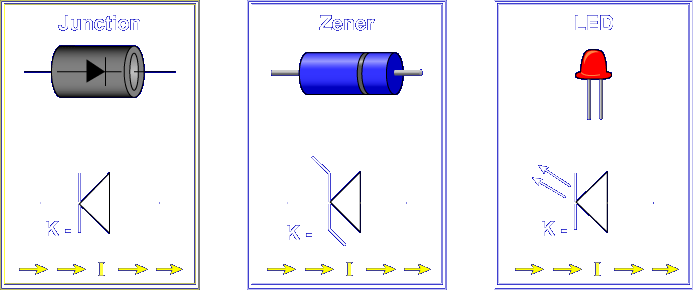 Junction
K -
I
Zener
K -
I
LED
K -
I